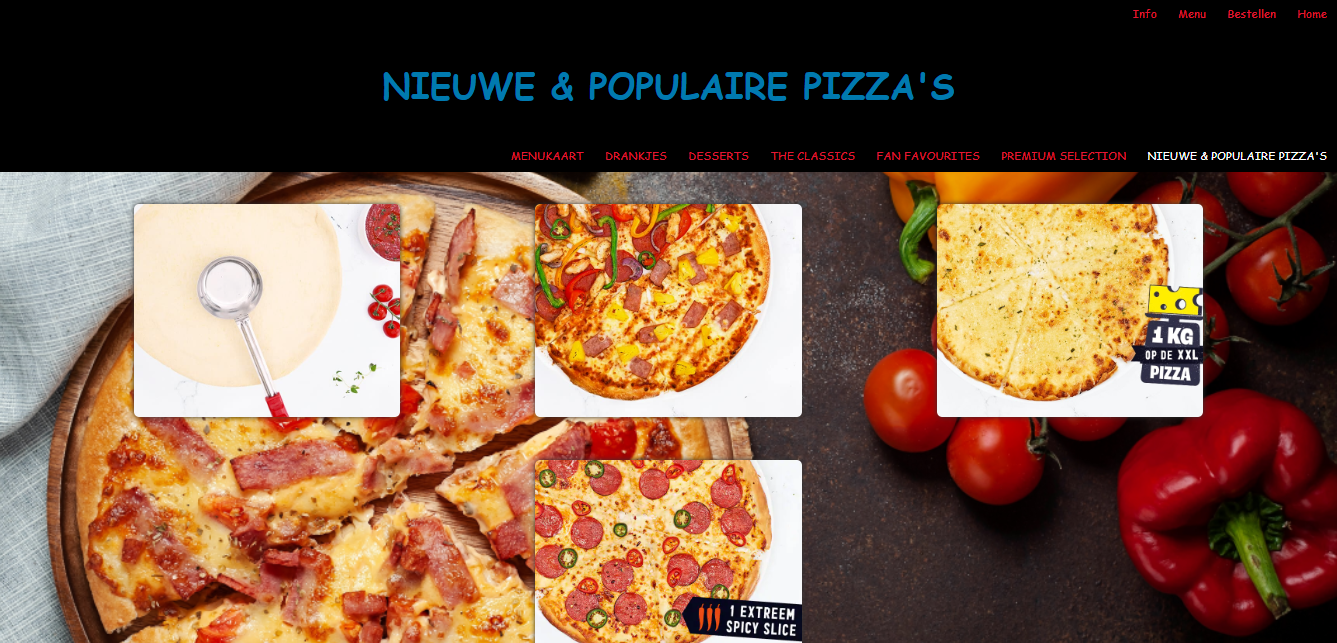 Info Menu Bestellen Home
NIEUWE & POPULAIRE PIZZA'S
MENUKAART DRANKJES DESSERTS THE CLASSICS FAN FAVOURITES PREMIUM SELECTION NIEUWE & POPULAIRE PIZZA'S
1 KG
OP DE XXL
PIZZA
1 EXTREEM
SPICY SLICE